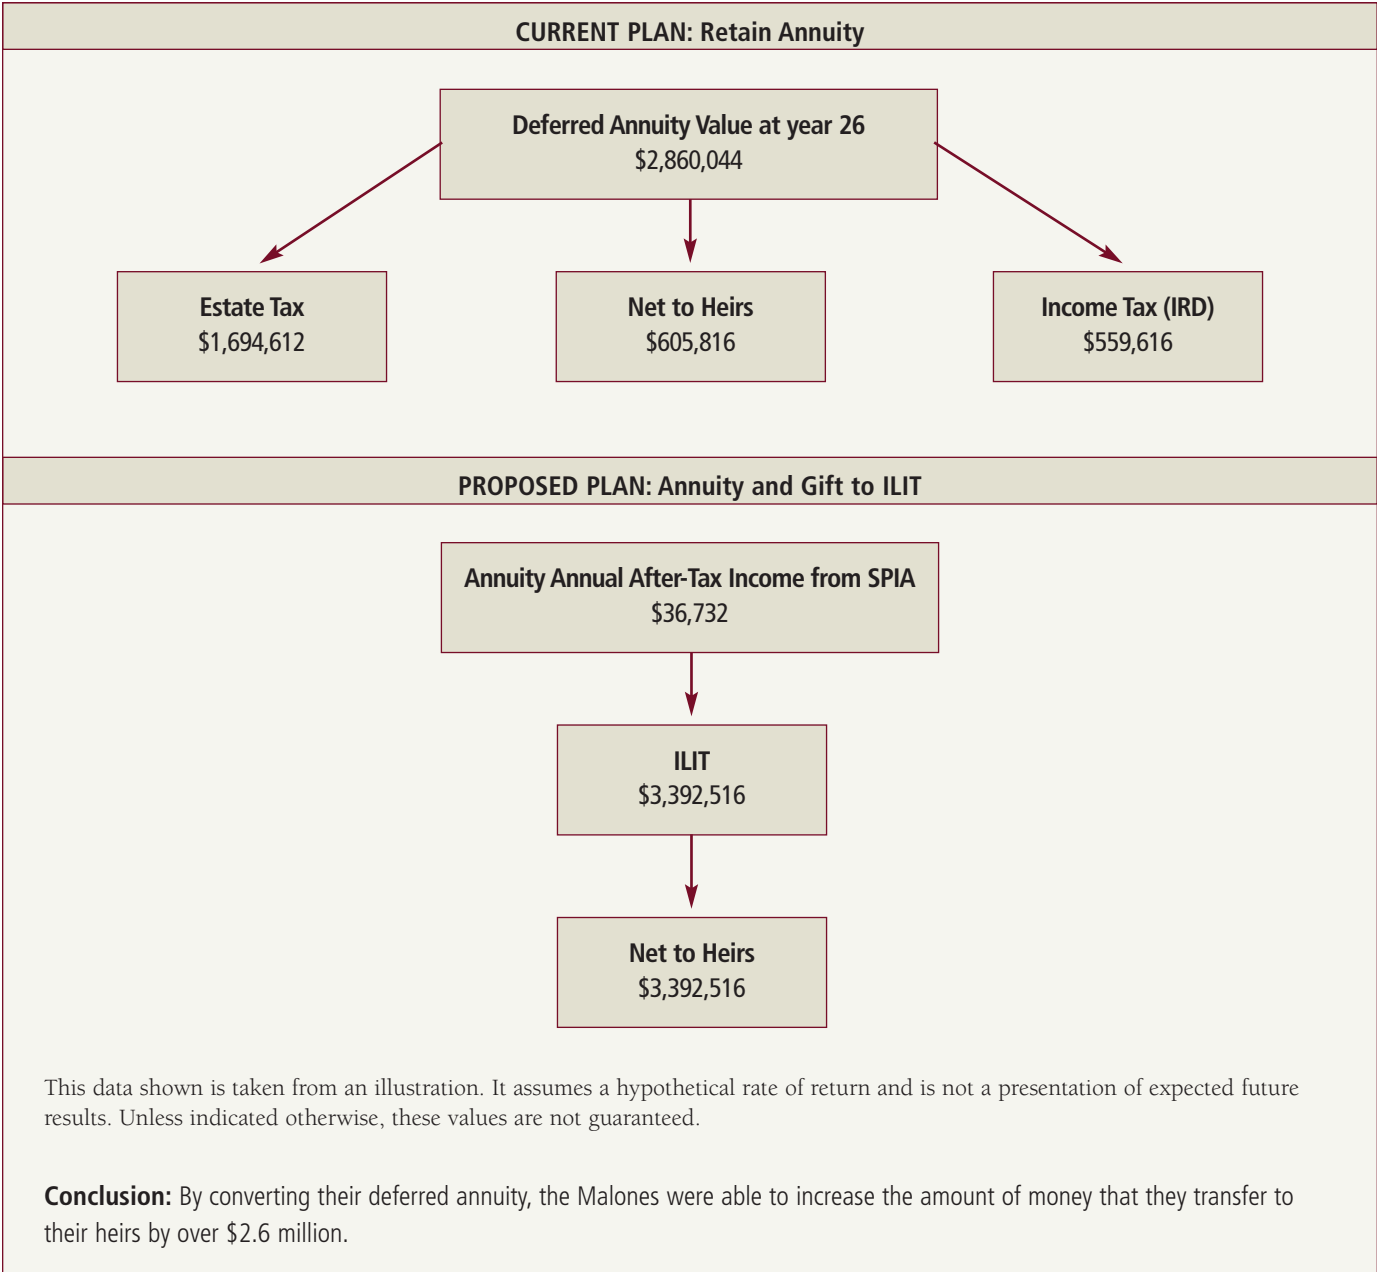 CURRENT PLAN: Retain Annuity
Deferred Annuity Value at year 26
$2,860,044
Estate Tax
$1,694,612
Net to Heirs
$605,816
Income Tax (IRD)
$559,616
PROPOSED PLAN: Annuity and Gift to ILIT
Annuity Annual After-Tax Income from SPIA
$36,732
ILIT
$3,392,516
Net to Heirs
$3,392,516
This data shown is taken from an illustration. It assumes a hypothetical rate of return and is not a presentation of expected future
results. Unless indicated otherwise, these values are not guaranteed.
Conclusion: By converting their deferred annuity, the Malones were able to increase the amount of money that they transfer to
their heirs by over $2.6 million.